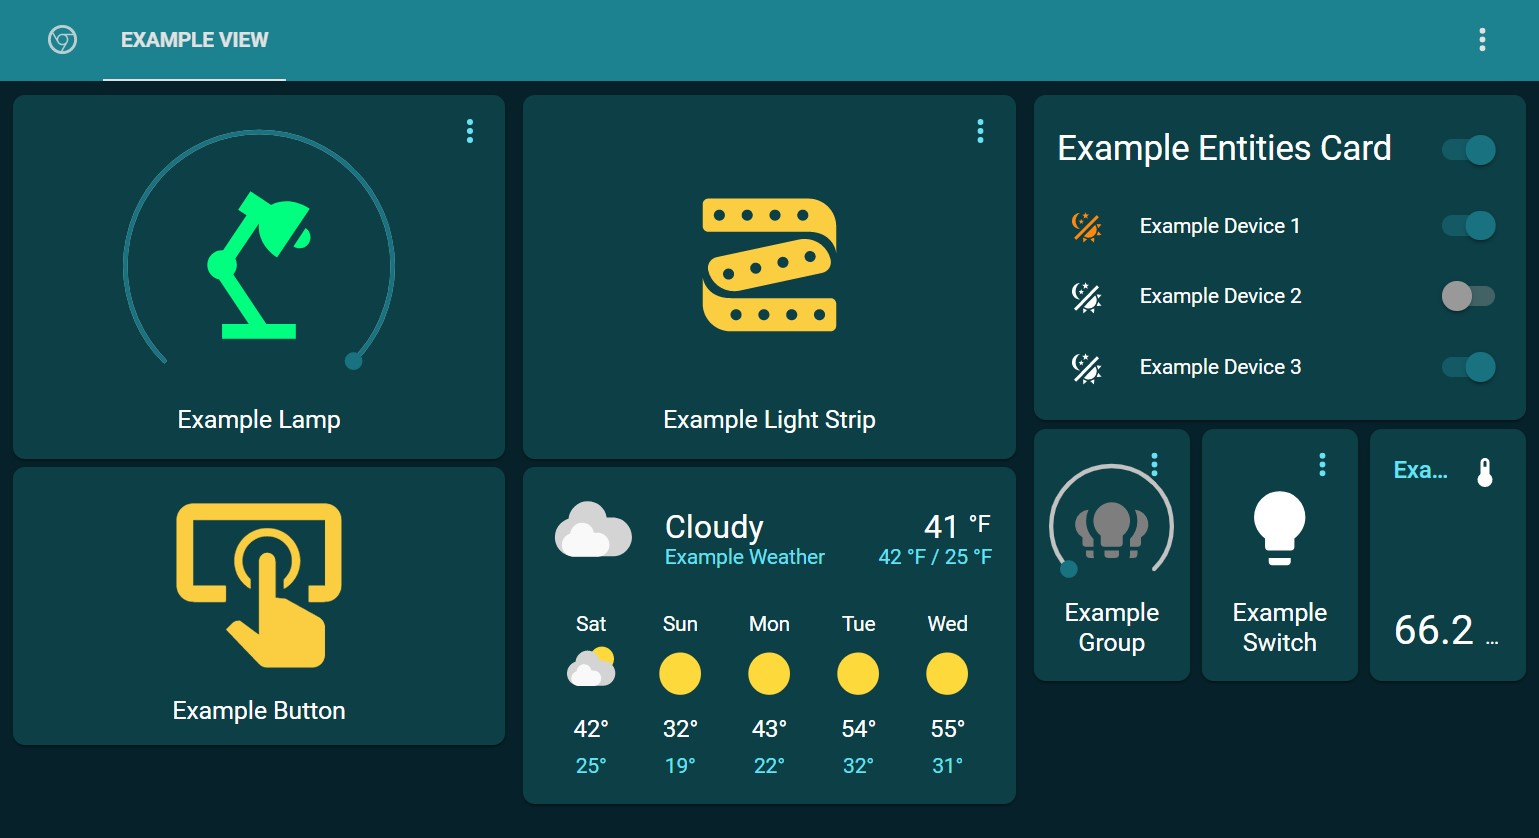 EXAMPLE VIEW
Example Lamp
Example Light Strip
Example Entities Card
Example Device 1
Example Device 2
Example Device 3
Example Button
Cloudy
41 °F
Example Weather
42 °F / 25 °F
Sat Sun Mon Tue Wed
42° 32° 43° 54° 55°
25° 19° 22° 32° 31°
Example
Group
Example
Switch
Exa...
66.2 ...